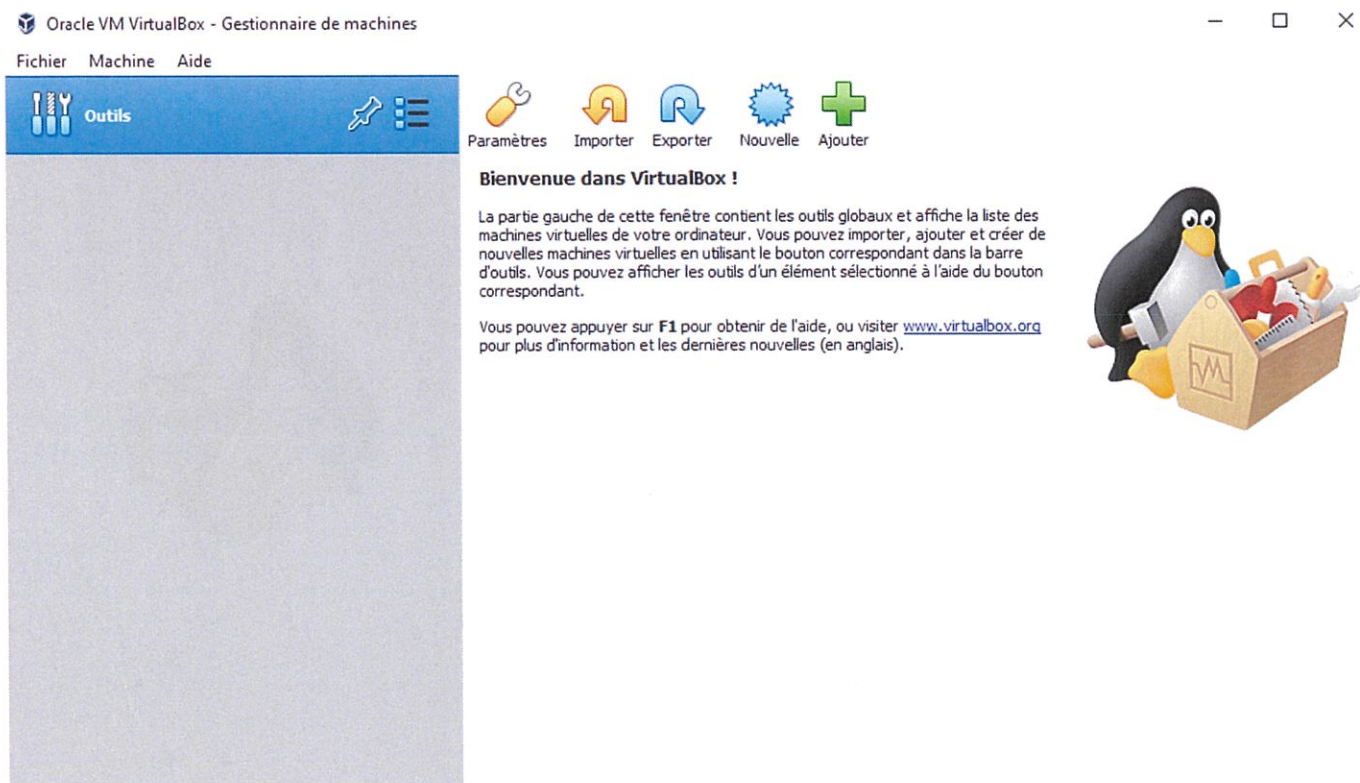 Oracle VM VirtualBox - Gestionnaire de machines
Fichier Machine Aide
Outils
Paramètres Importer Exporter Nouvelle Ajouter
Bienvenue dans VirtualBox !
La partie gauche de cette fenêtre contient les outils globaux et affiche la liste des
machines virtuelles de votre ordinateur. Vous pouvez importer, ajouter et créer de
nouvelles machines virtuelles en utilisant le bouton correspondant dans la barre
d'outils. Vous pouvez afficher les outils d'un élément sélectionné à l'aide du bouton
correspondant.
Vous pouvez appuyer sur F1 pour obtenir de l'aide, ou visiter www.virtualbox.org
pour plus d'information et les dernières nouvelles (en anglais).